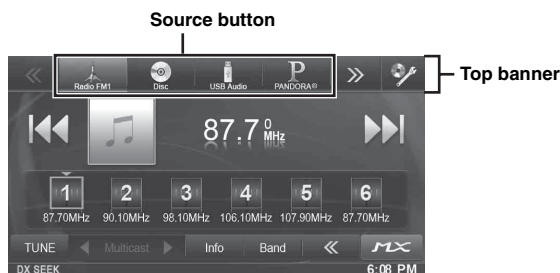 Source button
Radio FM1 Disc USB Audio PANDORA®
Top banner
87.7 0 MHz
1 2 3 4 5 6
87.70MHz 90.10MHz 98.10MHz 106.10MHz 107.90MHz 87.70MHz
TUNE Multicast Info Band MX
DX SEEK 6:08 PM